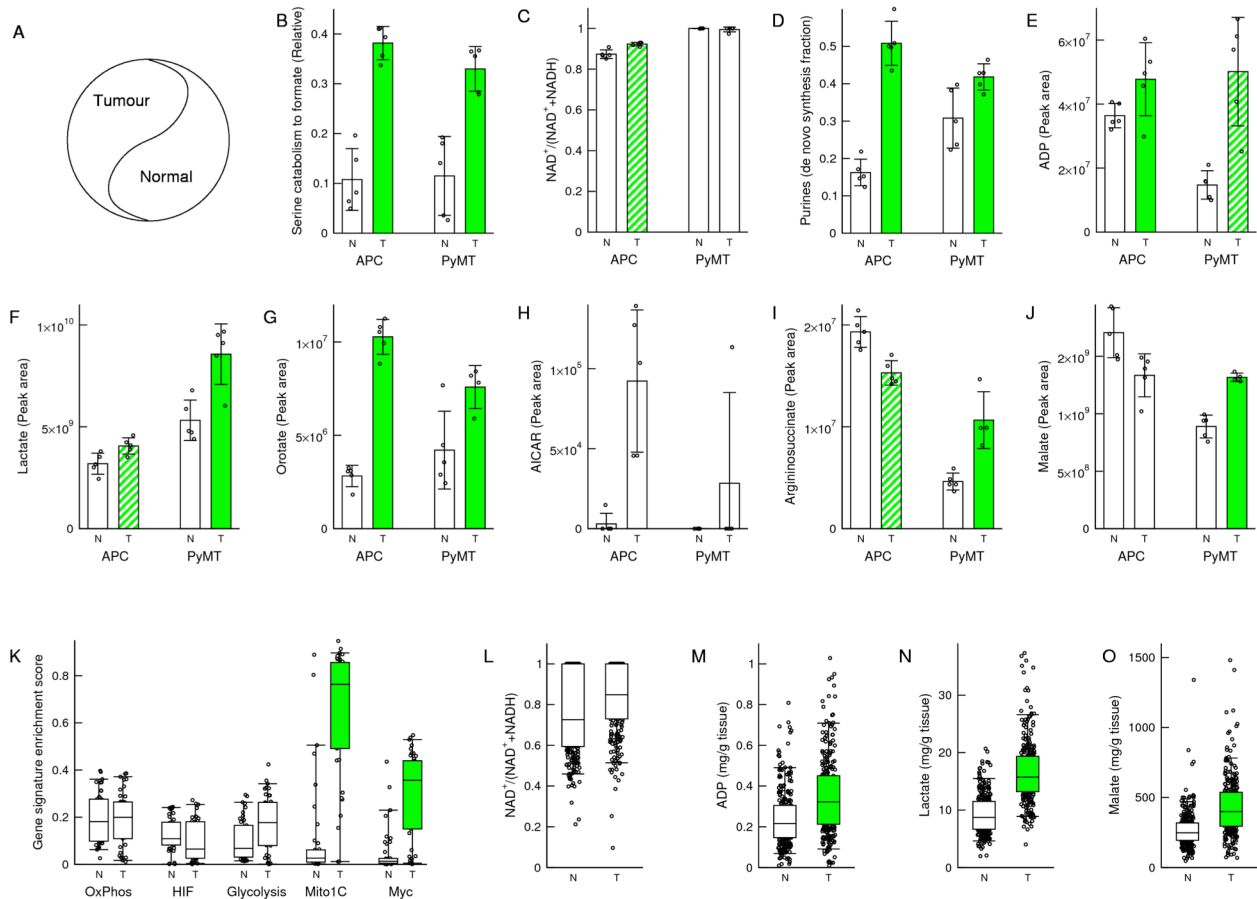 A
Tumour
Normal
B
Serine catabolism to formate (Relative)
0.4
0.3
0.2
0.1
0
N T N T
APC PyMT
C
NAD⁺/(NAD⁺+NADH)
1
0.8
0.6
0.4
0.2
0
N T N T
APC PyMT
D
Purines (de novo synthesis fraction)
0.5
0.4
0.3
0.2
0.1
0
N T N T
APC PyMT
E
ADP (Peak area)
6×10⁷
4×10⁷
2×10⁷
0
N T N T
APC PyMT
F
Lactate (Peak area)
1×10¹⁰
5×10⁹
0
N T N T
APC PyMT
G
Orotate (Peak area)
1×10⁷
5×10⁶
0
N T N T
APC PyMT
H
AICAR (Peak area)
1×10⁵
5×10⁴
0
N T N T
APC PyMT
I
Argininosuccinate (Peak area)
2×10⁷
1×10⁷
0
N T N T
APC PyMT
J
Malate (Peak area)
2×10⁹
1×10⁹
5×10⁸
0
N T N T
APC PyMT
K
Gene signature enrichment score
0.8
0.6
0.4
0.2
0
N T N T N T N T N T
OxPhos HIF Glycolysis Mito1C Myc
L
NAD⁺/(NAD⁺+NADH)
1
0.8
0.6
0.4
0.2
0
N T
M
ADP (mg/g tissue)
1
0.8
0.6
0.4
0.2
0
N T
N
Lactate (mg/g tissue)
30
20
10
0
N T
O
Malate (mg/g tissue)
1500
1000
500
0
N T